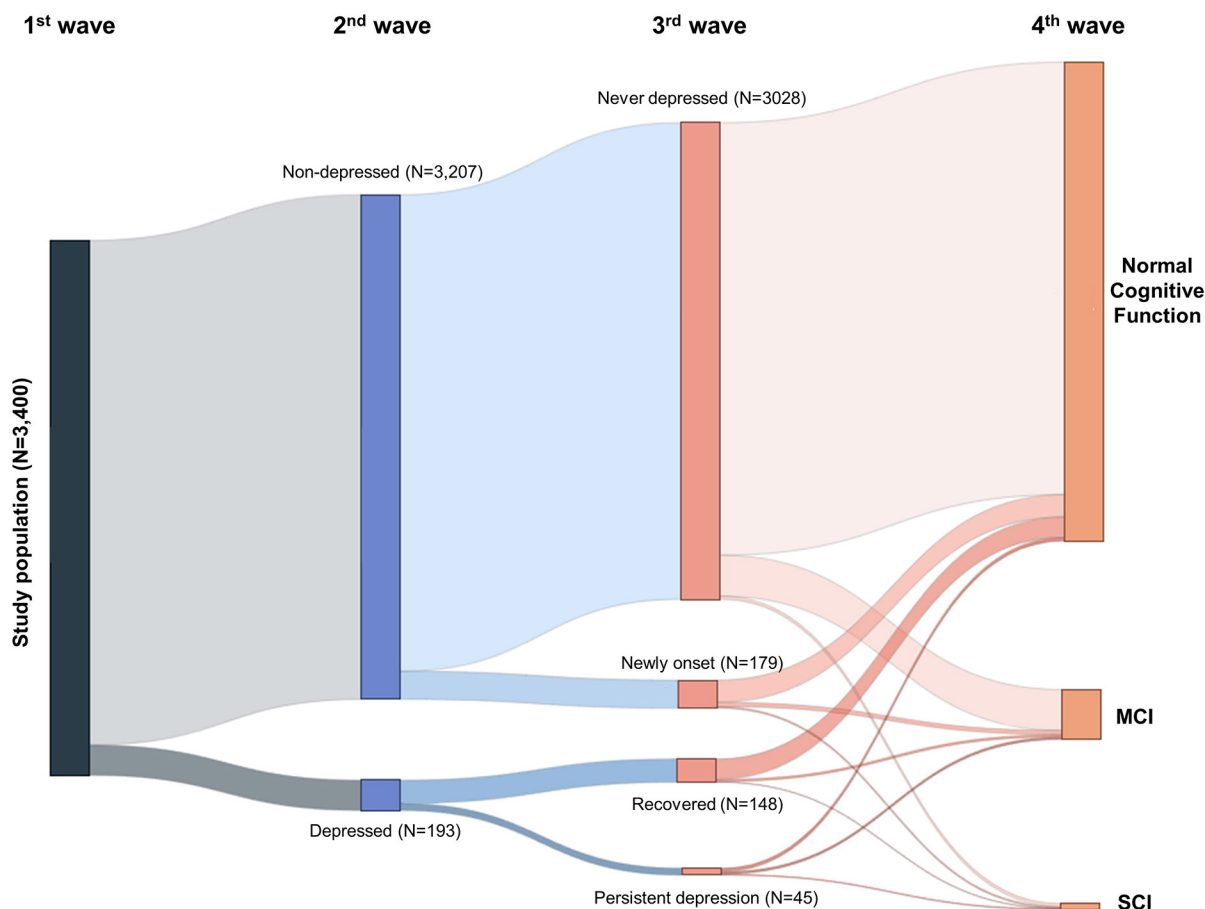 1st wave
2nd wave
3rd wave
4th wave
Never depressed (N=3028)
Non-depressed (N=3,207)
Normal
Cognitive
Function
Study population (N=3,400)
Newly onset (N=179)
MCI
Recovered (N=148)
Depressed (N=193)
Persistent depression (N=45)
SCI